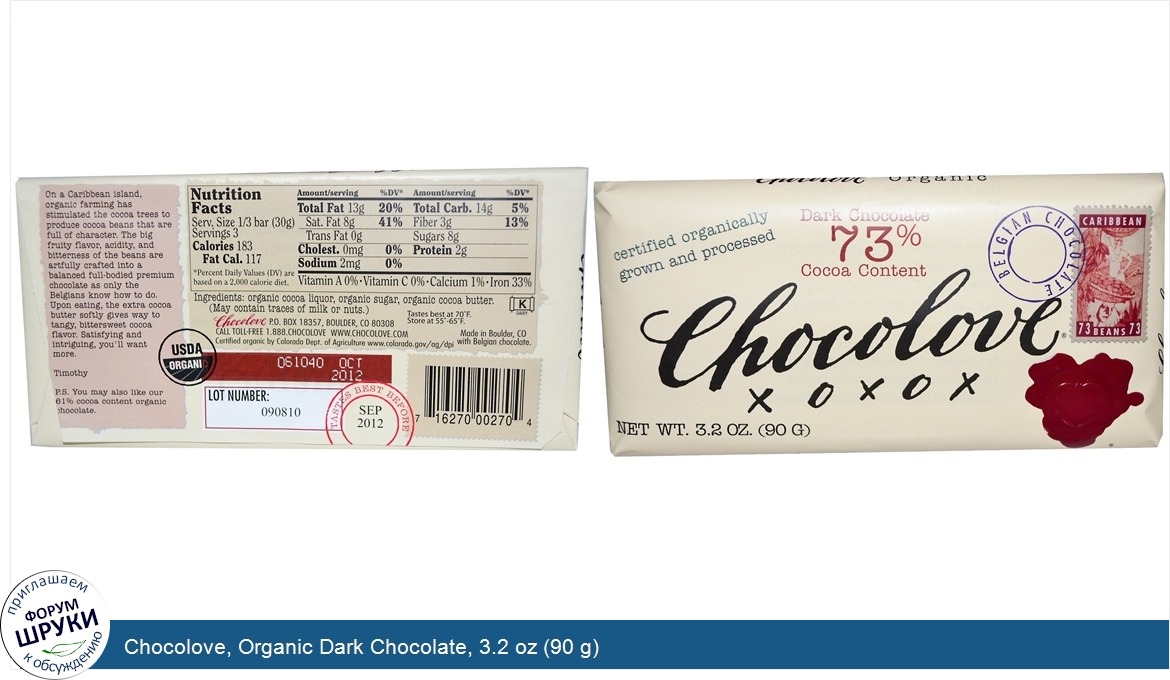 On a Caribbean island,
organic farming has
stimulated the cocoa trees to
produce cocoa beans that are
full of character. The big
fruity flavor, acidity, and
bitterness of the beans are
artfully crafted into a
balanced full-bodied premium
chocolate as only the
Belgians know how to do.
Upon eating, the extra cocoa
butter softly gives way to
tangy, bittersweet cocoa
flavor. Satisfying and
intriguing, you'll want
more.
Timothy
P.S. You may also like our
61% cocoa content organic
chocolate.
Nutrition
Facts
Serv. Size 1/3 bar (30g)
Servings 3
Calories 183
Fat Cal. 117
*Percent Daily Values (DV) are
based on a 2,000 calorie diet.
Amount/serving %DV* Amount/serving %DV*
Total Fat 13g 20% Total Carb. 14g 5%
Sat. Fat 8g 41% Fiber 3g 13%
Trans Fat 0g Sugars 8g
Cholest. 0mg 0% Protein 2g
Sodium 2mg 0%
Vitamin A 0%·Vitamin C 0%·Calcium 1%·Iron 33%
Ingredients: organic cocoa liquor, organic sugar, organic cocoa butter.
(May contain traces of milk or nuts.)
K
DAIRY
Chocolove P.O. BOX 18357, BOULDER, CO 80308
CALL TOLL-FREE 1.888.CHOCOLOVE WWW.CHOCOLOVE.COM
Certified organic by Colorado Dept. of Agriculture www.colorado.gov/ag/dpi
Tastes best at 70°F.
Store at 55°-65°F.
Made in Boulder, CO
with Belgian chocolate.
USDA
ORGANIC
061040 OCT
2012
LOT NUMBER:
090810
TASTES BEST BEFORE
SEP
2012
7 16270 00270 4
Chocolove Organic
certified organically
grown and processed
Dark Chocolate
73%
Cocoa Content
BELGIAN CHOCOLATE
CARIBBEAN
73 BEANS 73
Chocolove®
XOXOX
NET WT. 3.2 OZ. (90 G)
приглашаем
ФОРУМ
ШРУКИ
к обсуждению
Chocolove, Organic Dark Chocolate, 3.2 oz (90 g)